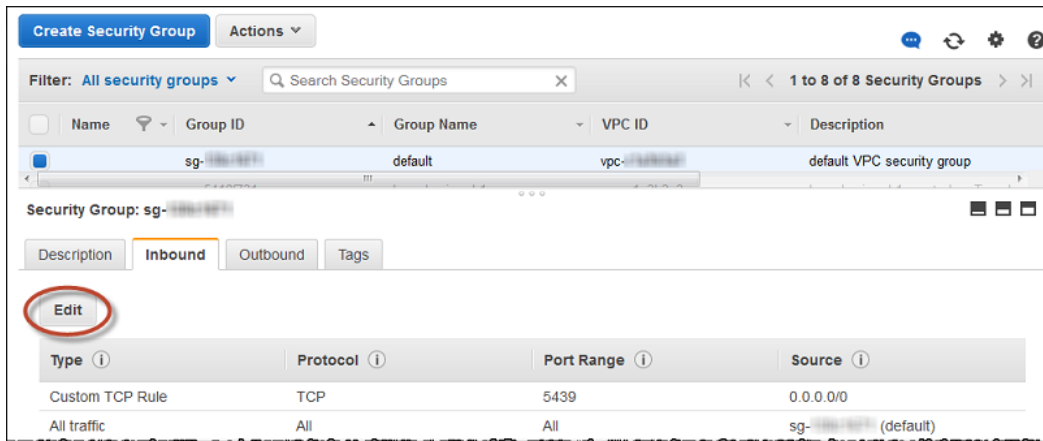 Create Security Group Actions
Filter: All security groups Search Security Groups 1 to 8 of 8 Security Groups
Name Group ID Group Name VPC ID Description
sg- default vpc- default VPC security group
Security Group: sg-
Description Inbound Outbound Tags
Edit
Type Protocol Port Range Source
Custom TCP Rule TCP 5439 0.0.0.0/0
All traffic All All sg- (default)